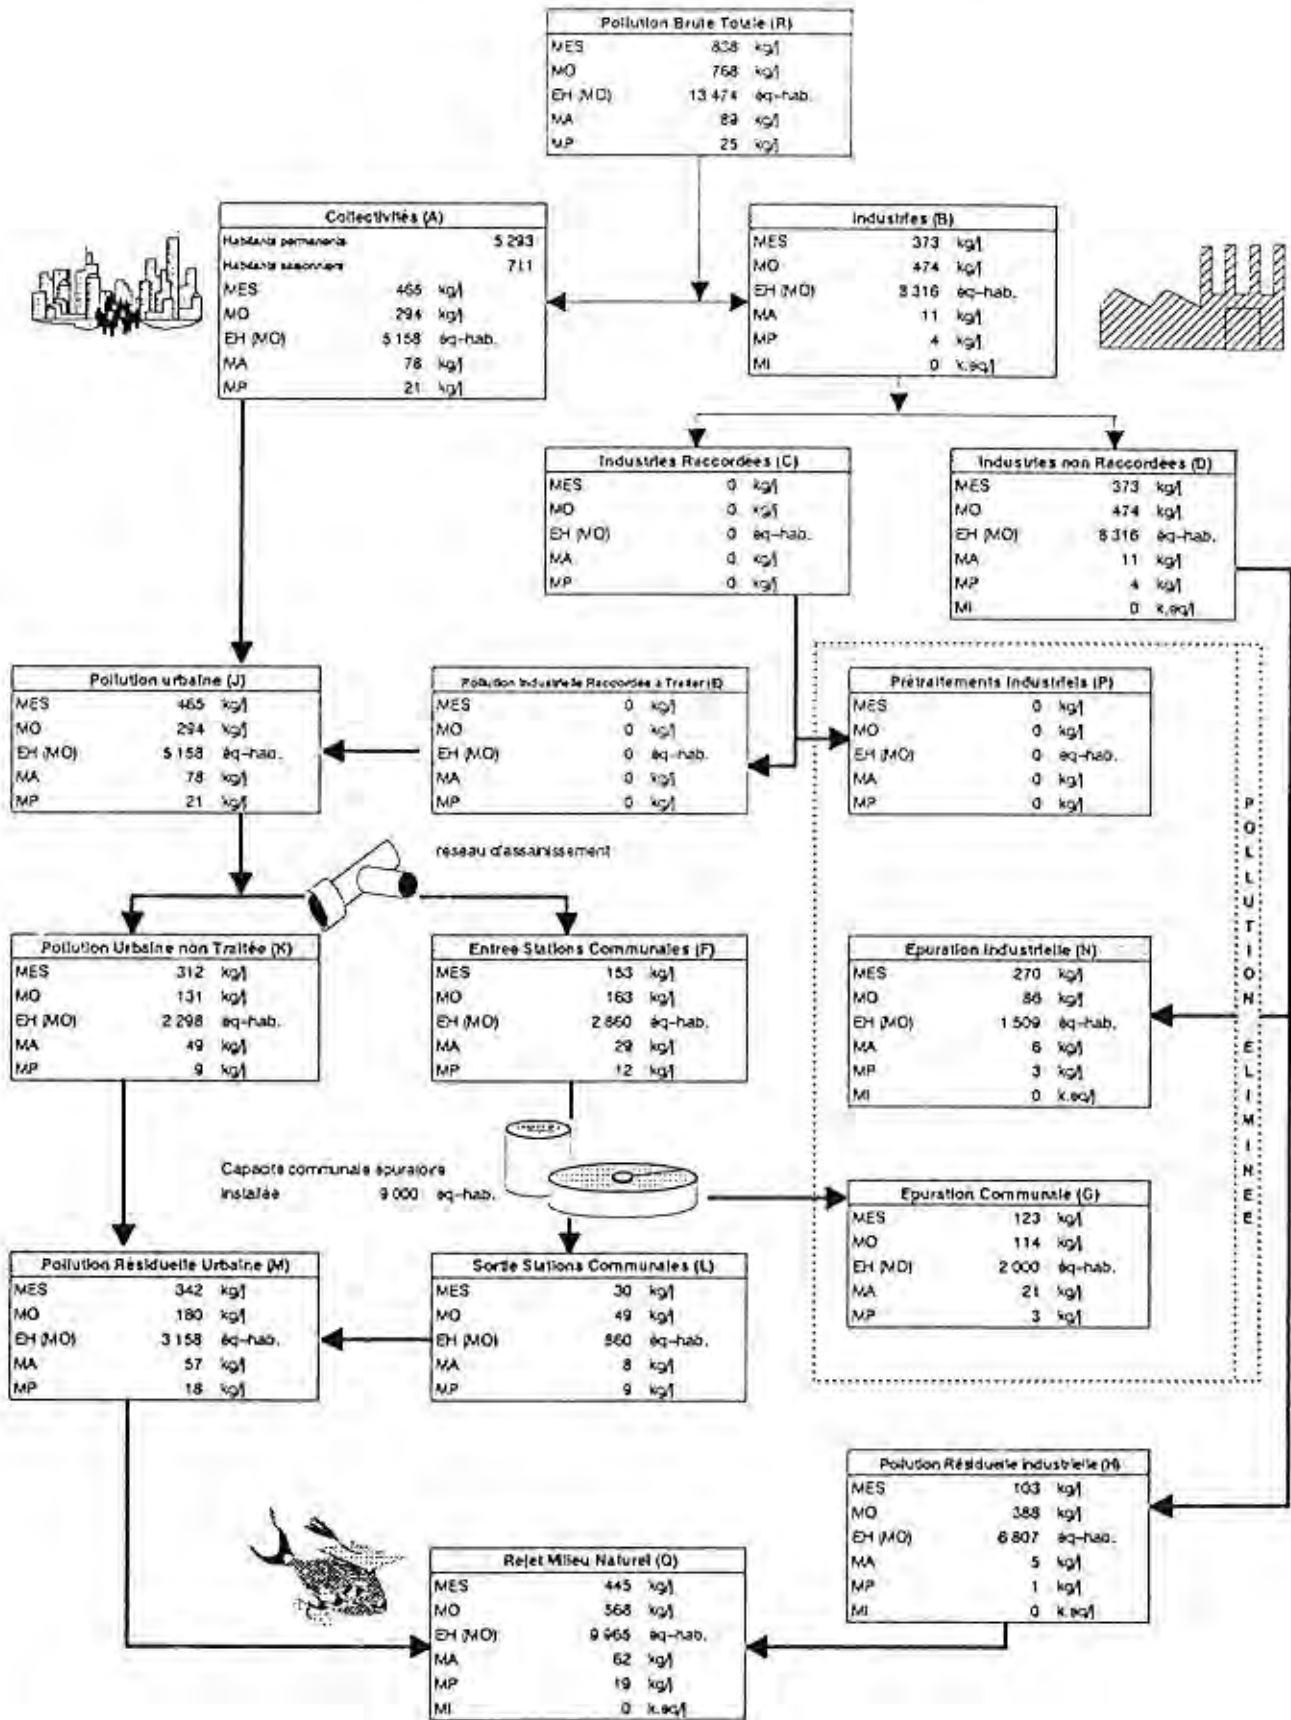 Pollution Brute Totale (R)
MES 838 kg/j
MO 768 kg/j
EH (MO) 13 474 éq-hab.
MA 89 kg/j
MP 25 kg/j
Collectivités (A)
Habitants permanents 5 293
Habitants saisonniers 711
MES 465 kg/j
MO 294 kg/j
EH (MO) 5 158 éq-hab.
MA 78 kg/j
MP 21 kg/j
Industries (B)
MES 373 kg/j
MO 474 kg/j
EH (MO) 8 316 éq-hab.
MA 11 kg/j
MP 4 kg/j
MI 0 k.eq/j
Industries Raccordées (C)
MES 0 kg/j
MO 0 kg/j
EH (MO) 0 éq-hab.
MA 0 kg/j
MP 0 kg/j
Industries non Raccordées (D)
MES 373 kg/j
MO 474 kg/j
EH (MO) 8 316 éq-hab.
MA 11 kg/j
MP 4 kg/j
MI 0 k.eq/j
Pollution urbaine (J)
MES 465 kg/j
MO 294 kg/j
EH (MO) 5 158 éq-hab.
MA 78 kg/j
MP 21 kg/j
Pollution Industrielle Raccordée à Traiter (E)
MES 0 kg/j
MO 0 kg/j
EH (MO) 0 éq-hab.
MA 0 kg/j
MP 0 kg/j
Prétraitements Industriels (P)
MES 0 kg/j
MO 0 kg/j
EH (MO) 0 éq-hab.
MA 0 kg/j
MP 0 kg/j
POLLUTION ELIMINEE
réseau d'assainissement
Pollution Urbaine non Traitée (K)
MES 312 kg/j
MO 131 kg/j
EH (MO) 2 298 éq-hab.
MA 49 kg/j
MP 9 kg/j
Entree Stations Communales (F)
MES 153 kg/j
MO 163 kg/j
EH (MO) 2 860 éq-hab.
MA 29 kg/j
MP 12 kg/j
Epuration Industrielle (N)
MES 270 kg/j
MO 86 kg/j
EH (MO) 1 509 éq-hab.
MA 6 kg/j
MP 3 kg/j
MI 0 k.eq/j
Capacité communale épuratoire
installée 9 000 éq-hab.
Epuration Communale (G)
MES 123 kg/j
MO 114 kg/j
EH (MO) 2 000 éq-hab.
MA 21 kg/j
MP 3 kg/j
Pollution Résiduelle Urbaine (M)
MES 342 kg/j
MO 180 kg/j
EH (MO) 3 158 éq-hab.
MA 57 kg/j
MP 18 kg/j
Sortie Stations Communales (L)
MES 30 kg/j
MO 49 kg/j
EH (MO) 860 éq-hab.
MA 8 kg/j
MP 9 kg/j
Pollution Résiduelle Industrielle (H)
MES 103 kg/j
MO 388 kg/j
EH (MO) 6 807 éq-hab.
MA 5 kg/j
MP 1 kg/j
MI 0 k.eq/j
Rejet Milieu Naturel (Q)
MES 445 kg/j
MO 568 kg/j
EH (MO) 9 965 éq-hab.
MA 62 kg/j
MP 19 kg/j
MI 0 k.eq/j